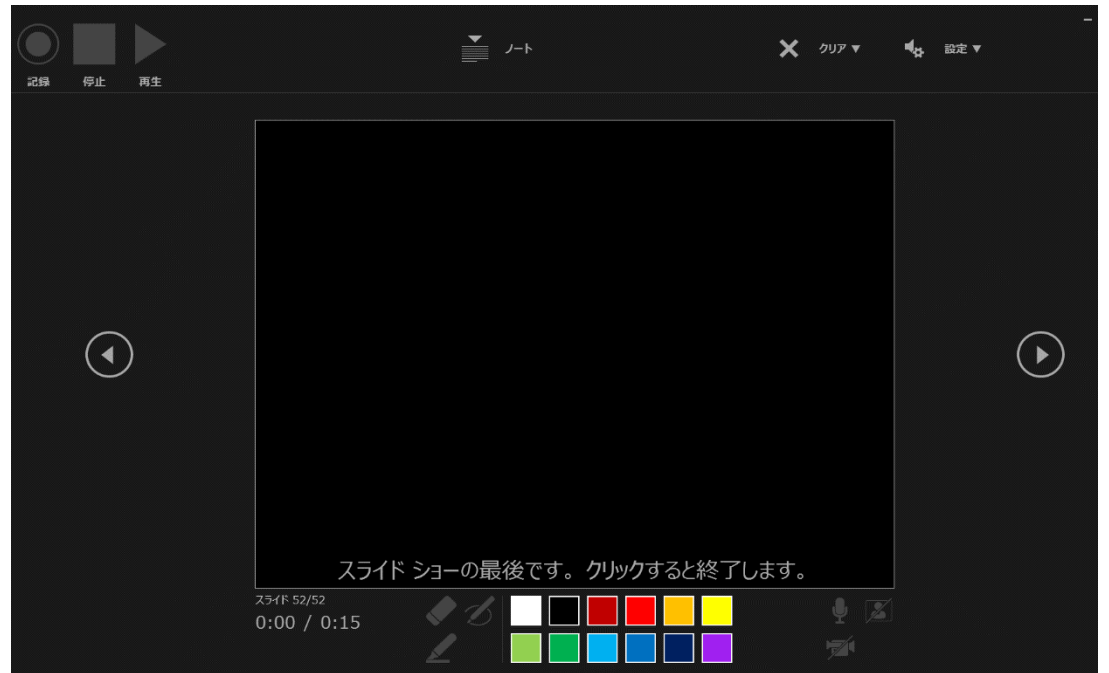 記録 停止 再生
ノート
クリア ▼
設定 ▼
スライド ショーの最後です。クリックすると終了します。
スライド 52/52
0:00 / 0:15